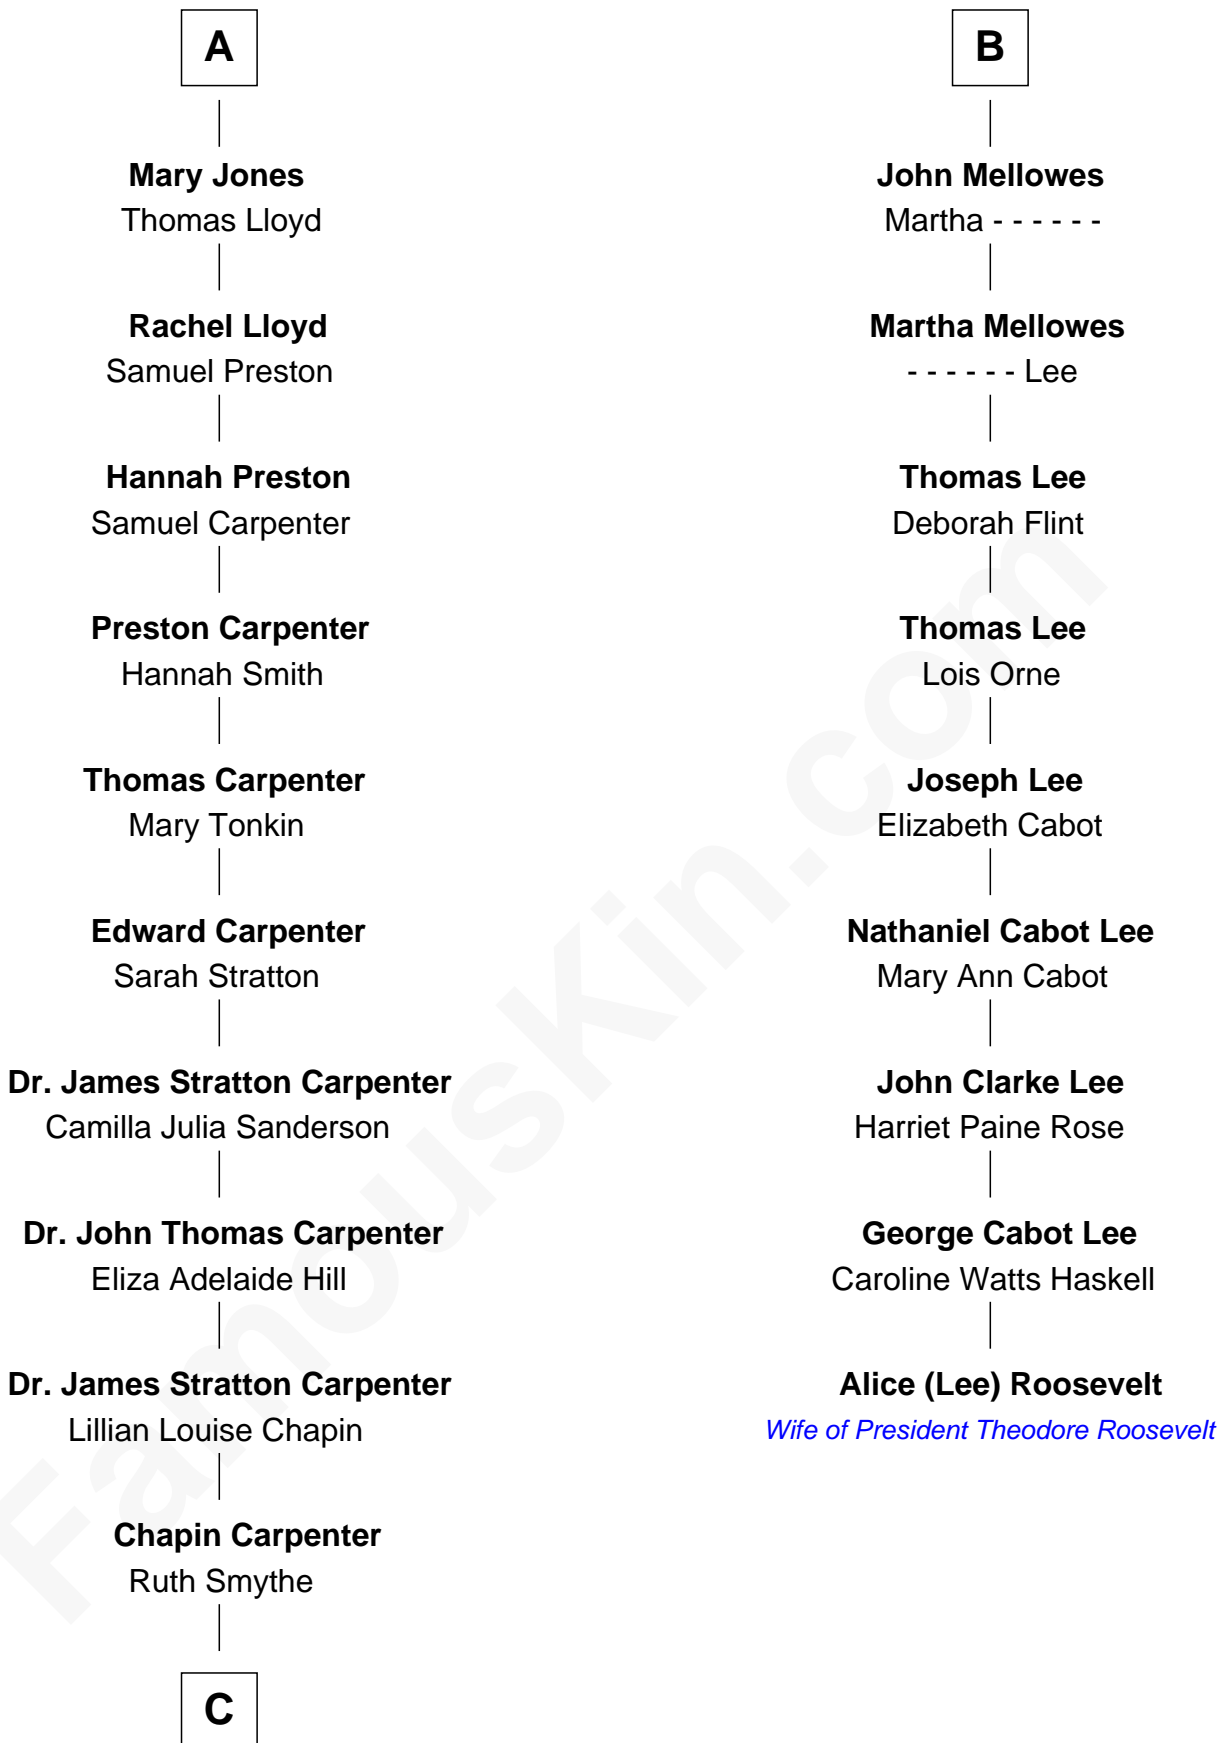 A
Mary Jones
Thomas Lloyd
Rachel Lloyd
Samuel Preston
Hannah Preston
Samuel Carpenter
Preston Carpenter
Hannah Smith
Thomas Carpenter
Mary Tonkin
Edward Carpenter
Sarah Stratton
Dr. James Stratton Carpenter
Camilla Julia Sanderson
Dr. John Thomas Carpenter
Eliza Adelaide Hill
Dr. James Stratton Carpenter
Lillian Louise Chapin
Chapin Carpenter
Ruth Smythe
C
B
John Mellowes
Martha - - - - - -
Martha Mellowes
- - - - - - Lee
Thomas Lee
Deborah Flint
Thomas Lee
Lois Orne
Joseph Lee
Elizabeth Cabot
Nathaniel Cabot Lee
Mary Ann Cabot
John Clarke Lee
Harriet Paine Rose
George Cabot Lee
Caroline Watts Haskell
Alice (Lee) Roosevelt
Wife of President Theodore Roosevelt
FamousKin.com